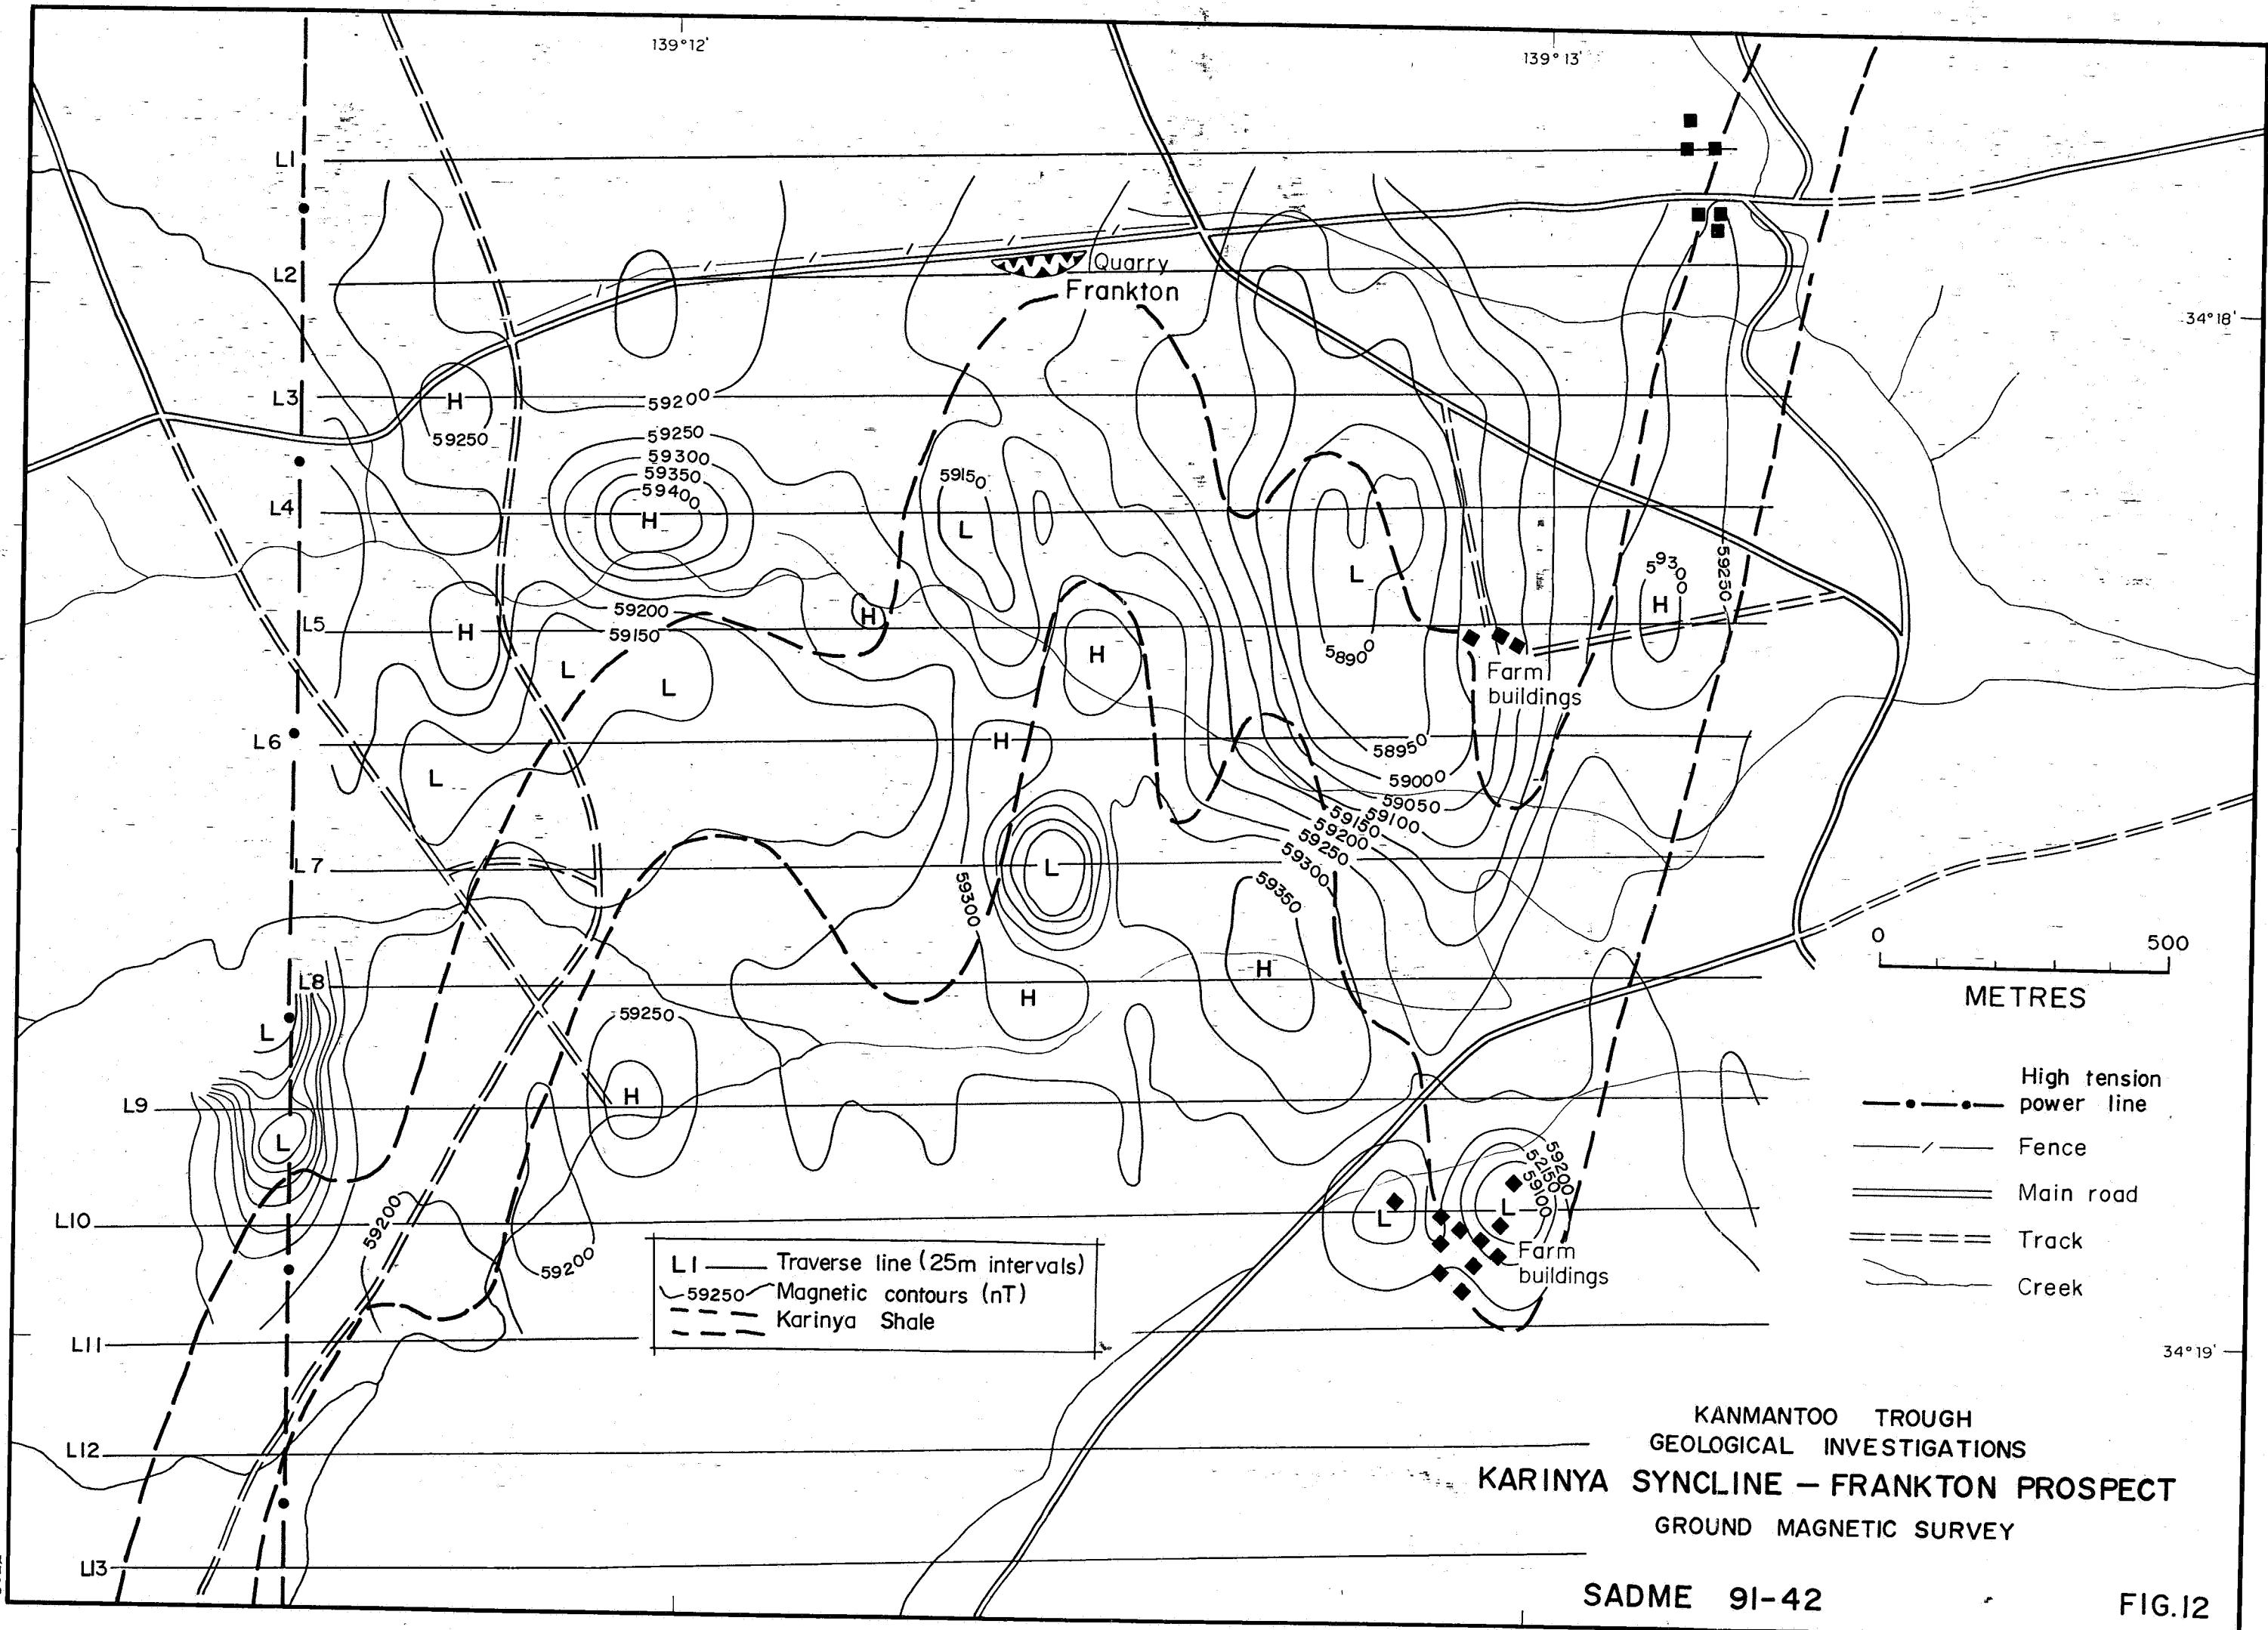 139°12'
139°13'
L1
L2
Quarry
Frankton
34°18'
L3
H
59200
59250
59250
59300
59350
59400
59150
L4
H
L
L
59300
59250
59200
H
H
L5
H
59150
H
58900
L
L
Farm
buildings
L6
H
58950
L
59000
59050
59100
59150
59200
59250
59300
L7
L
59350
59300
0
500
H
L8
H
METRES
59250
L
High tension
power line
H
L9
Fence
L
59200
52150
59100
Main road
59200
L10
L
L
Track
Farm
buildings
59200
L1 Traverse line (25m intervals)
59250 Magnetic contours (nT)
Karinya Shale
Creek
L11
34°19'
KANMANTOO TROUGH
GEOLOGICAL INVESTIGATIONS
L12
KARINYA SYNCLINE – FRANKTON PROSPECT
GROUND MAGNETIC SURVEY
L13
SADME 91-42
FIG.12